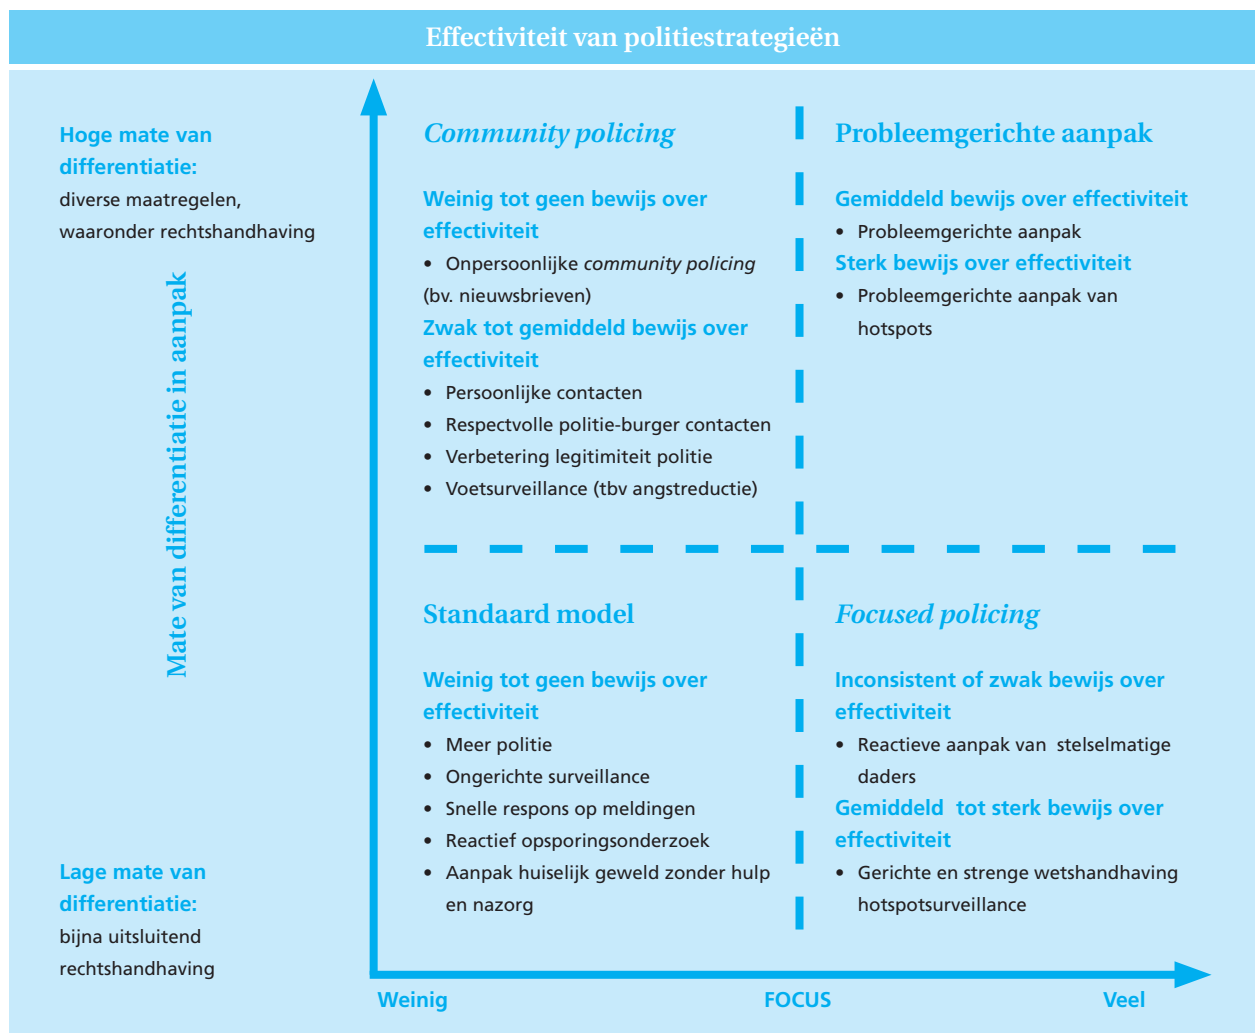 Effectiviteit van politiestrategieën
Hoge mate van
differentiatie:
diverse maatregelen,
waaronder rechtshandhaving
Mate van differentiatie in aanpak
Lage mate van
differentiatie:
bijna uitsluitend
rechtshandhaving
Community policing
Weinig tot geen bewijs over
effectiviteit
• Onpersoonlijke community policing
(bv. nieuwsbrieven)
Zwak tot gemiddeld bewijs over
effectiviteit
• Persoonlijke contacten
• Respectvolle politie-burger contacten
• Verbetering legitimiteit politie
• Voetsurveillance (tbv angstreductie)
Probleemgerichte aanpak
Gemiddeld bewijs over effectiviteit
• Probleemgerichte aanpak
Sterk bewijs over effectiviteit
• Probleemgerichte aanpak van
hotspots
Standaard model
Weinig tot geen bewijs over
effectiviteit
• Meer politie
• Ongerichte surveillance
• Snelle respons op meldingen
• Reactief opsporingsonderzoek
• Aanpak huiselijk geweld zonder hulp
en nazorg
Focused policing
Inconsistent of zwak bewijs over
effectiviteit
• Reactieve aanpak van stelselmatige
daders
Gemiddeld tot sterk bewijs over
effectiviteit
• Gerichte en strenge wetshandhaving
hotspotsurveillance
Weinig
FOCUS
Veel